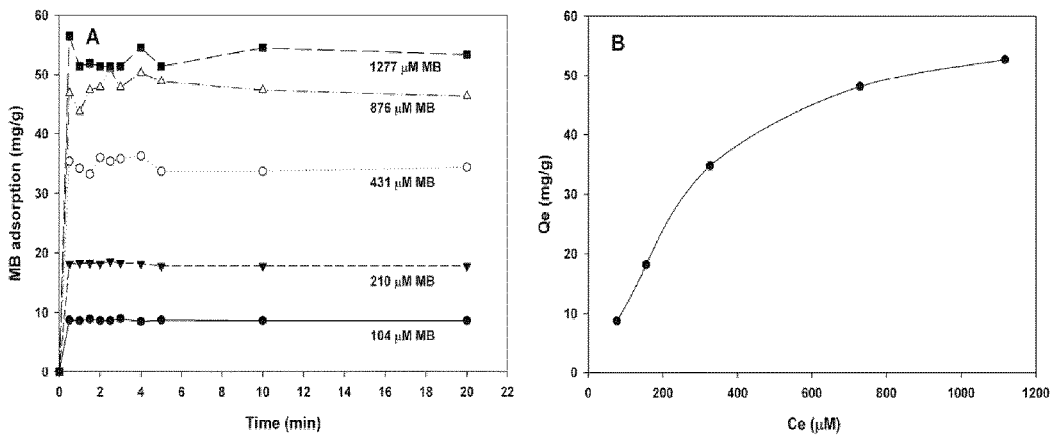 A
MB adsorption (mg/g)
60
50
40
30
20
10
0
1277 µM MB
876 µM MB
431 µM MB
210 µM MB
104 µM MB
0 2 4 6 8 10 12 14 16 18 20 22
Time (min)
B
Qe (mg/g)
60
50
40
30
20
10
0
0 200 400 600 800 1000 1200
Ce (µM)